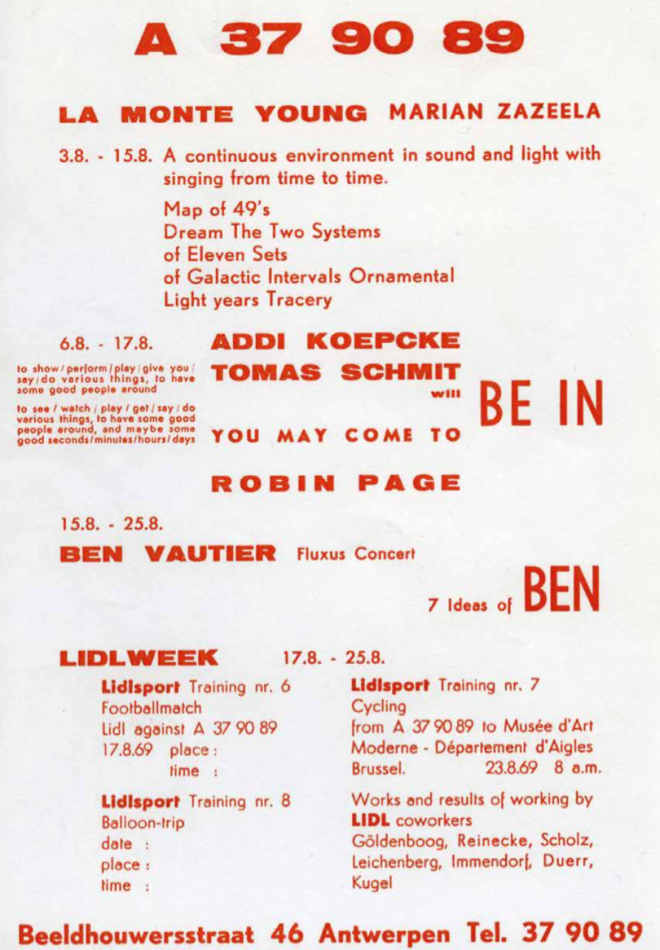 A 37 90 89
LA MONTE YOUNG MARIAN ZAZEELA
3.8. - 15.8. A continuous environment in sound and light with
singing from time to time.
Map of 49's
Dream The Two Systems
of Eleven Sets
of Galactic Intervals Ornamental
Light years Tracery
6.8. - 17.8. ADDI KOEPCKE
to show/perform/play/give you/
say/do various things, to have
some good people around
TOMAS SCHMIT
will
BE IN
to see / watch / play / get / say / do
various things, to have some good
people around, and maybe some
good seconds/minutes/hours/days
YOU MAY COME TO
ROBIN PAGE
15.8. - 25.8.
BEN VAUTIER Fluxus Concert
7 Ideas of BEN
LIDLWEEK 17.8. - 25.8.
Lidlsport Training nr. 6
Footballmatch
Lidl against A 37 90 89
17.8.69 place :
time :
Lidlsport Training nr. 7
Cycling
from A 37 90 89 to Musée d'Art
Moderne - Département d'Aigles
Brussel. 23.8.69 8 a.m.
Lidlsport Training nr. 8
Balloon-trip
date :
place :
time :
Works and results of working by
LIDL coworkers
Göldenboog, Reinecke, Scholz,
Leichenberg, Immendorf, Duerr,
Kugel
Beeldhouwersstraat 46 Antwerpen Tel. 37 90 89